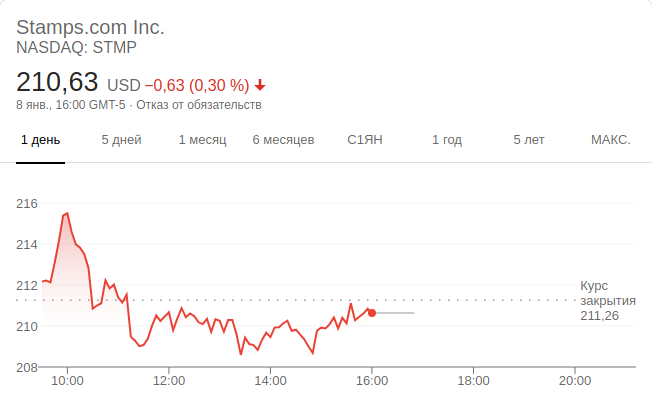 Stamps.com Inc.
NASDAQ: STMP
210,63 USD −0,63 (0,30 %)
8 янв., 16:00 GMT-5 · Отказ от обязательств
1 день 5 дней 1 месяц 6 месяцев С1ЯН 1 год 5 лет МАКС.
216
214
212
210
208
Курс
закрытия
211,26
10:00 12:00 14:00 16:00 18:00 20:00